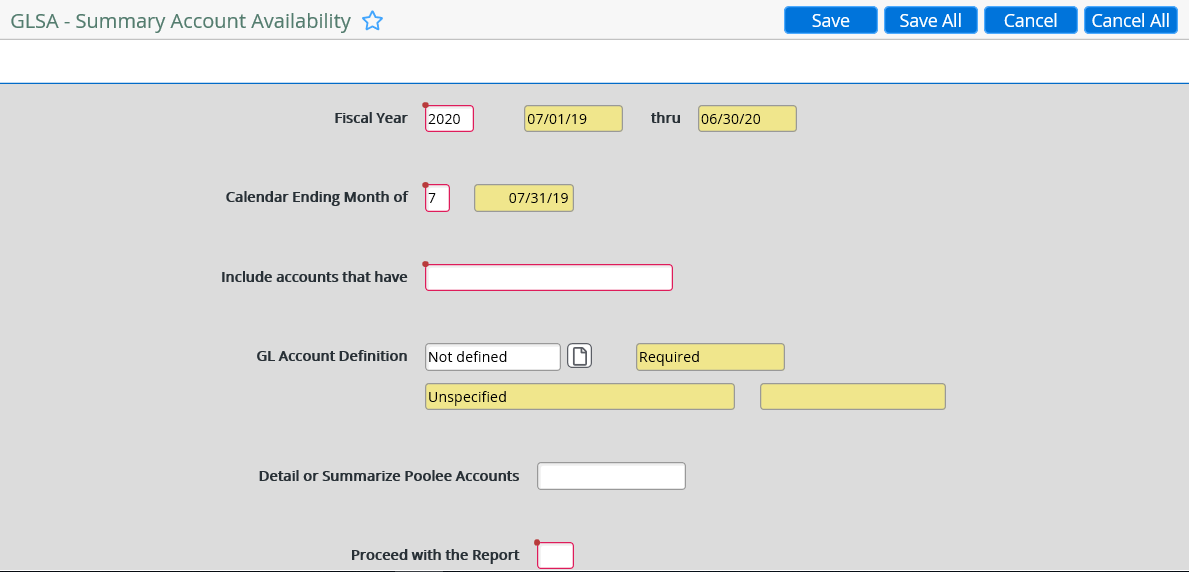 GLSA - Summary Account Availability Save Save All Cancel Cancel All
Fiscal Year 2020 07/01/19 thru 06/30/20
Calendar Ending Month of 7 07/31/19
Include accounts that have
GL Account Definition Not defined Required
Unspecified
Detail or Summarize Poolee Accounts
Proceed with the Report